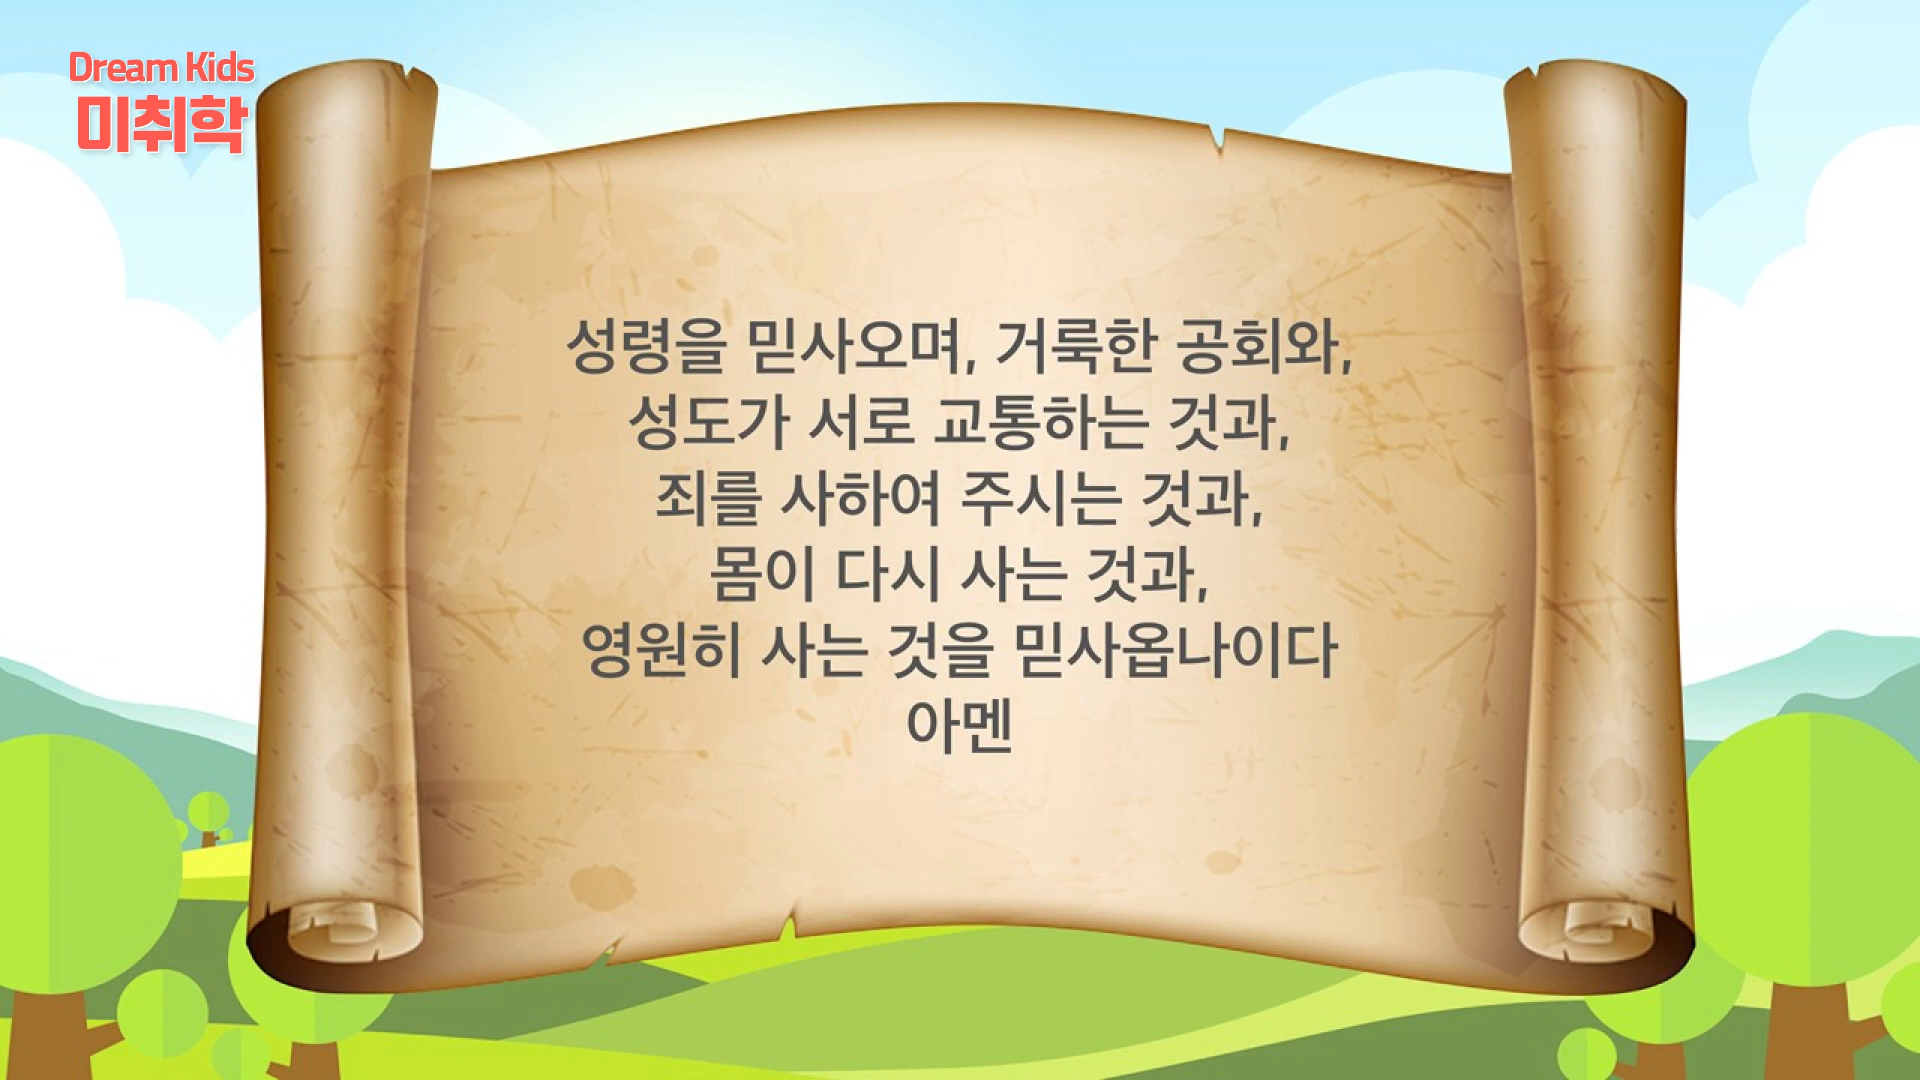 Dream Kids
미취학
성령을 믿사오며, 거룩한 공회와,
성도가 서로 교통하는 것과,
죄를 사하여 주시는 것과,
몸이 다시 사는 것과,
영원히 사는 것을 믿사옵나이다
아멘